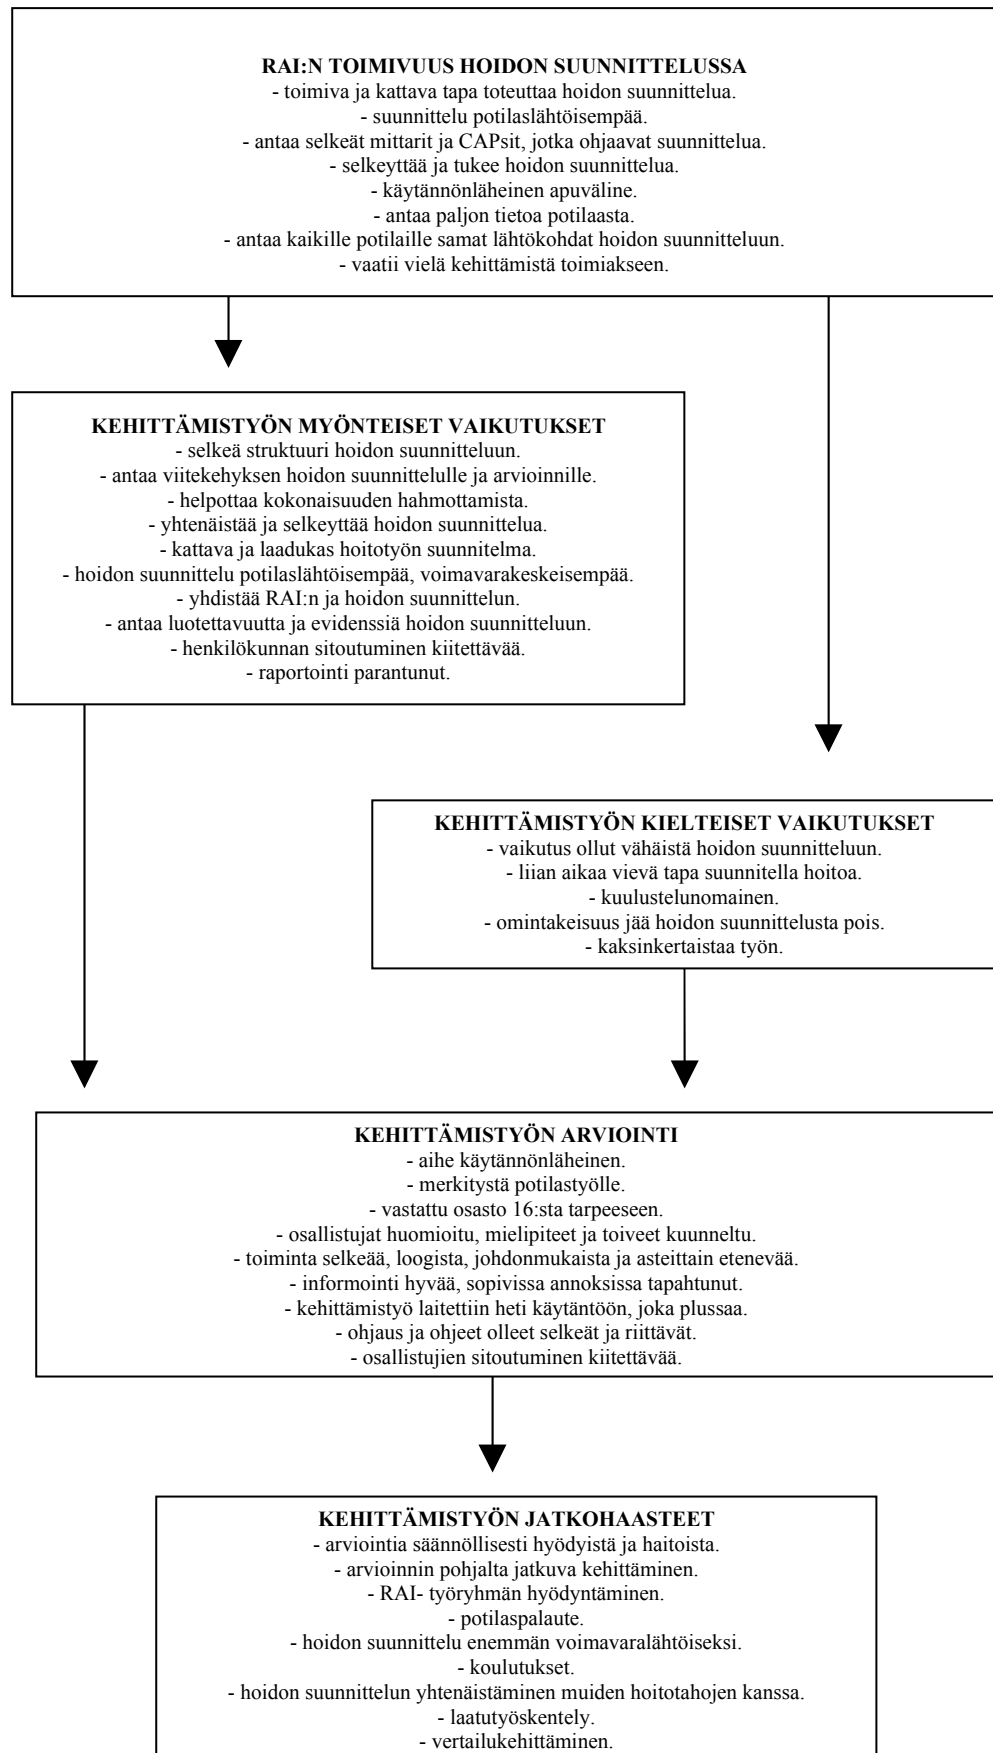 RAI:N TOIMIVUUS HOIDON SUUNNITTELUSSA
- toimiva ja kattava tapa toteuttaa hoidon suunnittelua.
- suunnittelu potilaslähtöisempää.
- antaa selkeät mittarit ja CAPsit, jotka ohjaavat suunnittelua.
- selkeyttää ja tukee hoidon suunnittelua.
- käytännönläheinen apuväline.
- antaa paljon tietoa potilaasta.
- antaa kaikille potilaille samat lähtökohdat hoidon suunnitteluun.
- vaatii vielä kehittämistä toimiakseen.
KEHITTÄMISTYÖN MYÖNTEISET VAIKUTUKSET
- selkeä struktuuri hoidon suunnitteluun.
- antaa viitekehyksen hoidon suunnittelulle ja arvioinnille.
- helpottaa kokonaisuuden hahmottamista.
- yhtenäistää ja selkeyttää hoidon suunnittelua.
- kattava ja laadukas hoitotyön suunnitelma.
- hoidon suunnittelu potilaslähtöisempää, voimavarakeskeisempää.
- yhdistää RAI:n ja hoidon suunnittelun.
- antaa luotettavuutta ja evidenssiä hoidon suunnitteluun.
- henkilökunnan sitoutuminen kiitettävää.
- raportointi parantunut.
KEHITTÄMISTYÖN KIELTEISET VAIKUTUKSET
- vaikutus ollut vähäistä hoidon suunnitteluun.
- liian aikaa vievä tapa suunnitella hoitoa.
- kuulustelunomainen.
- omintakeisuus jää hoidon suunnittelusta pois.
- kaksinkertaistaa työn.
KEHITTÄMISTYÖN ARVIOINTI
- aihe käytännönläheinen.
- merkitystä potilastyölle.
- vastattu osasto 16:sta tarpeeseen.
- osallistujat huomioitu, mielipiteet ja toiveet kuunneltu.
- toiminta selkeää, loogista, johdonmukaista ja asteittain etenevää.
- informointi hyvää, sopivissa annoksissa tapahtunut.
- kehittämistyö laitettiin heti käytäntöön, joka plussaa.
- ohjaus ja ohjeet olleet selkeät ja riittävät.
- osallistujien sitoutuminen kiitettävää.
KEHITTÄMISTYÖN JATKOHAASTEET
- arviointia säännöllisesti hyödyistä ja haitoista.
- arvioinnin pohjalta jatkuva kehittäminen.
- RAI- työryhmän hyödyntäminen.
- potilaspalaute.
- hoidon suunnittelu enemmän voimavaralähtöiseksi.
- koulutukset.
- hoidon suunnittelun yhtenäistäminen muiden hoitotahojen kanssa.
- laatutyöskentely.
- vertailukehittäminen.